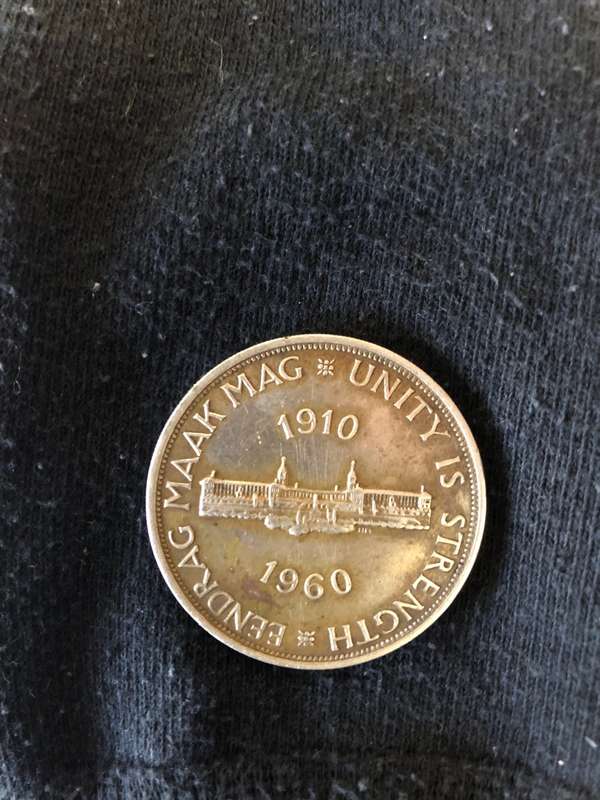 EENDRAG MAAK MAG
UNITY IS STRENGTH
1910
1960